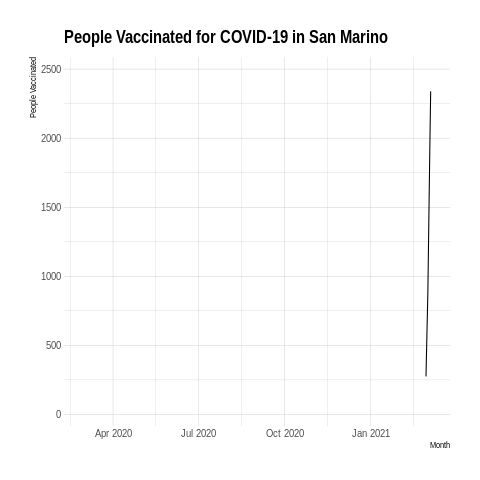 People Vaccinated for COVID-19 in San Marino
People Vaccinated
2500
2000
1500
1000
500
0
Apr 2020 Jul 2020 Oct 2020 Jan 2021
Month